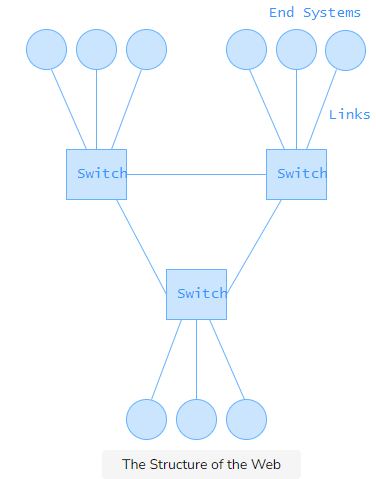 End Systems
Links
Switch
Switch
Switch
The Structure of the Web